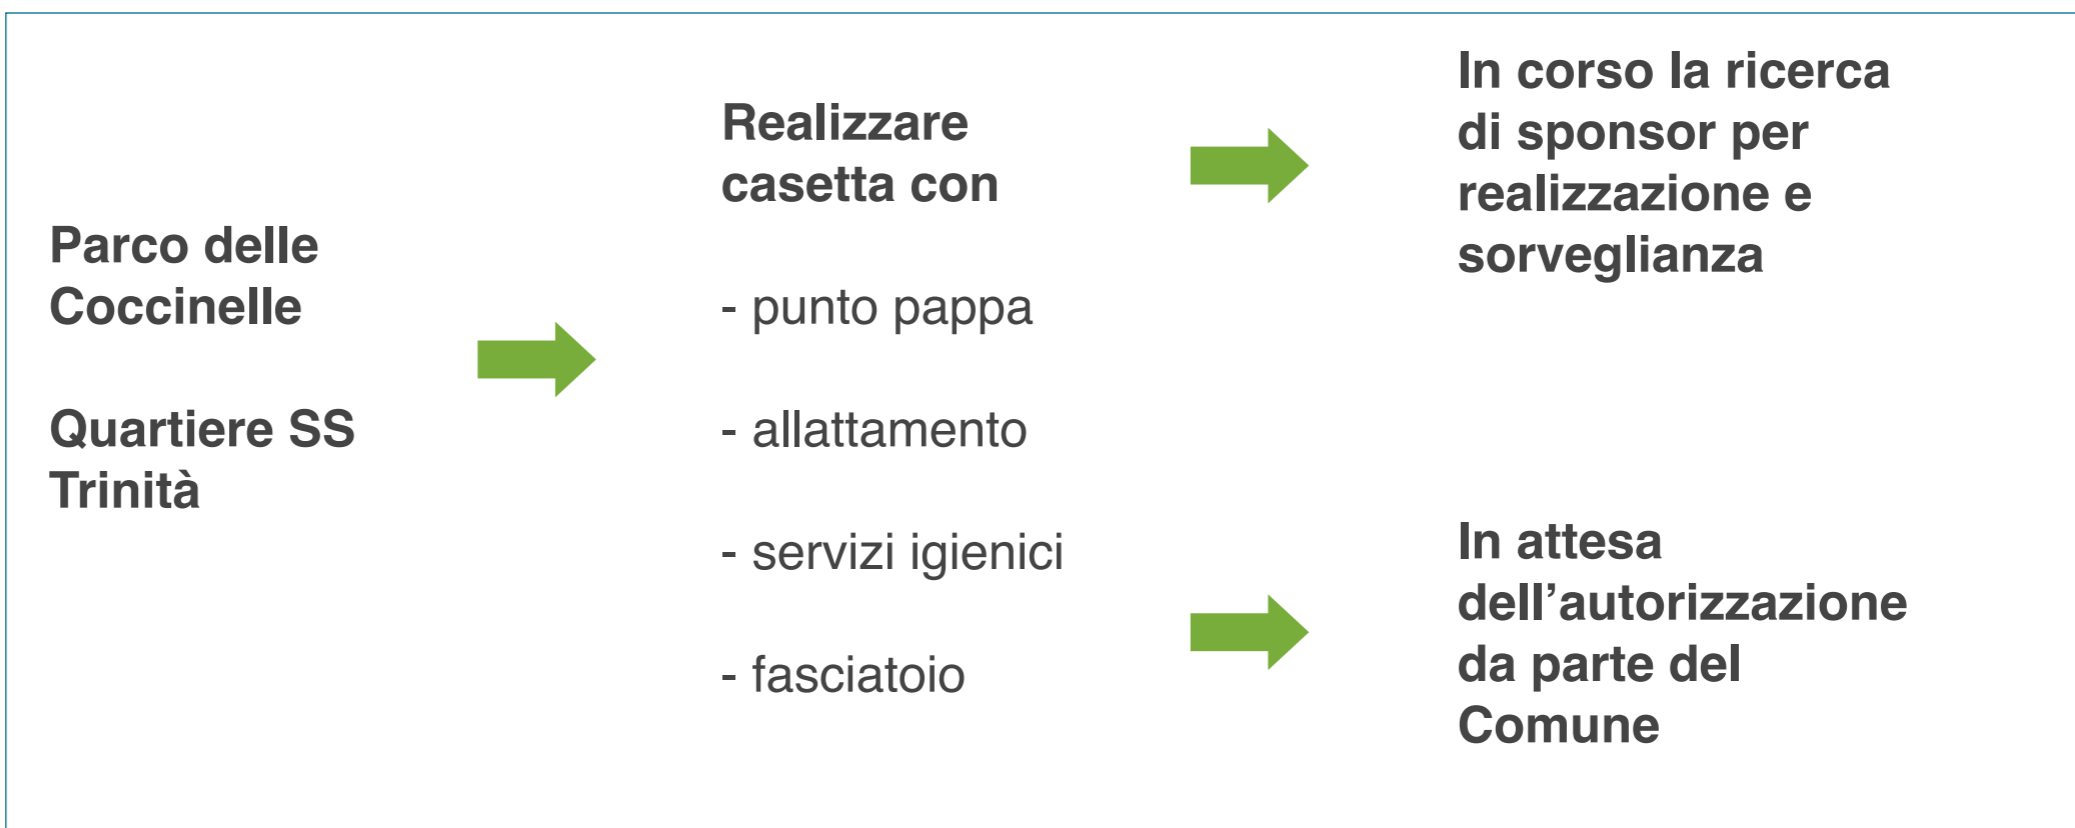 Parco delle
Coccinelle
Quartiere SS
Trinità
Realizzare
casetta con
- punto pappa
- allattamento
- servizi igienici
- fasciatoio
In corso la ricerca
di sponsor per
realizzazione e
sorveglianza
In attesa
dell’autorizzazione
da parte del
Comune